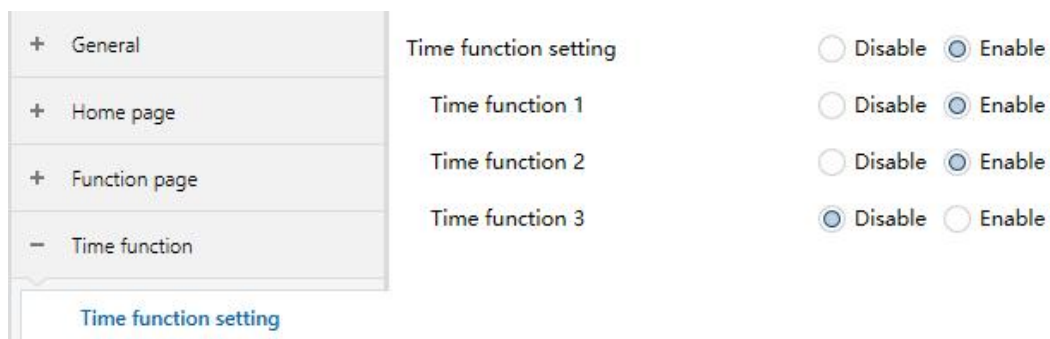 + General
+ Home page
+ Function page
− Time function
Time function setting
Time function setting Disable Enable
Time function 1 Disable Enable
Time function 2 Disable Enable
Time function 3 Disable Enable